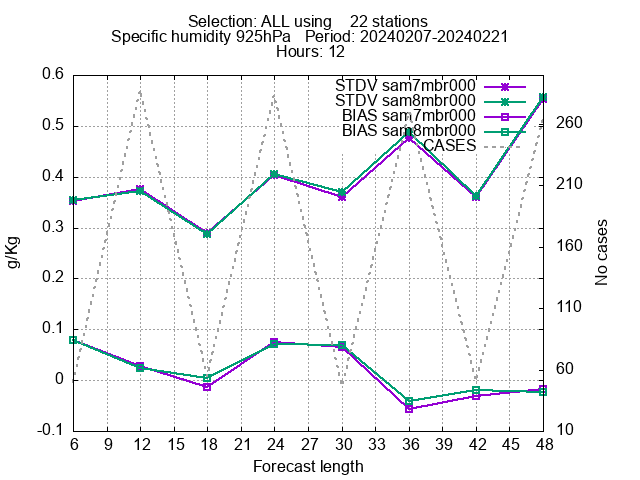 Selection: ALL using 22 stations
Specific humidity 925hPa Period: 20240207-20240221
Hours: 12
STDV sam7mbr000
STDV sam8mbr000
BIAS sam7mbr000
BIAS sam8mbr000
CASES
0.6
0.5
0.4
0.3
0.2
0.1
0
-0.1
g/Kg
260
210
160
110
60
10
No cases
6 9 12 15 18 21 24 27 30 33 36 39 42 45 48
Forecast length